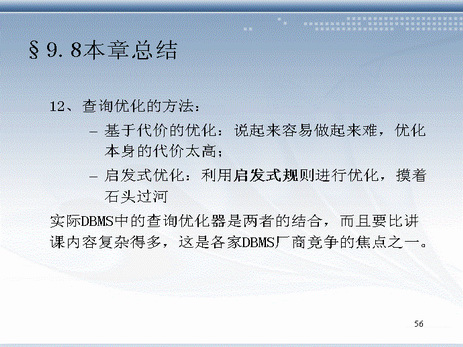 §9.8本章总结
12、查询优化的方法：
– 基于代价的优化：说起来容易做起来难，优化
本身的代价太高；
– 启发式优化：利用启发式规则进行优化，摸着
石头过河
实际DBMS中的查询优化器是两者的结合，而且要比讲
课内容复杂得多，这是各家DBMS厂商竞争的焦点之一。
56